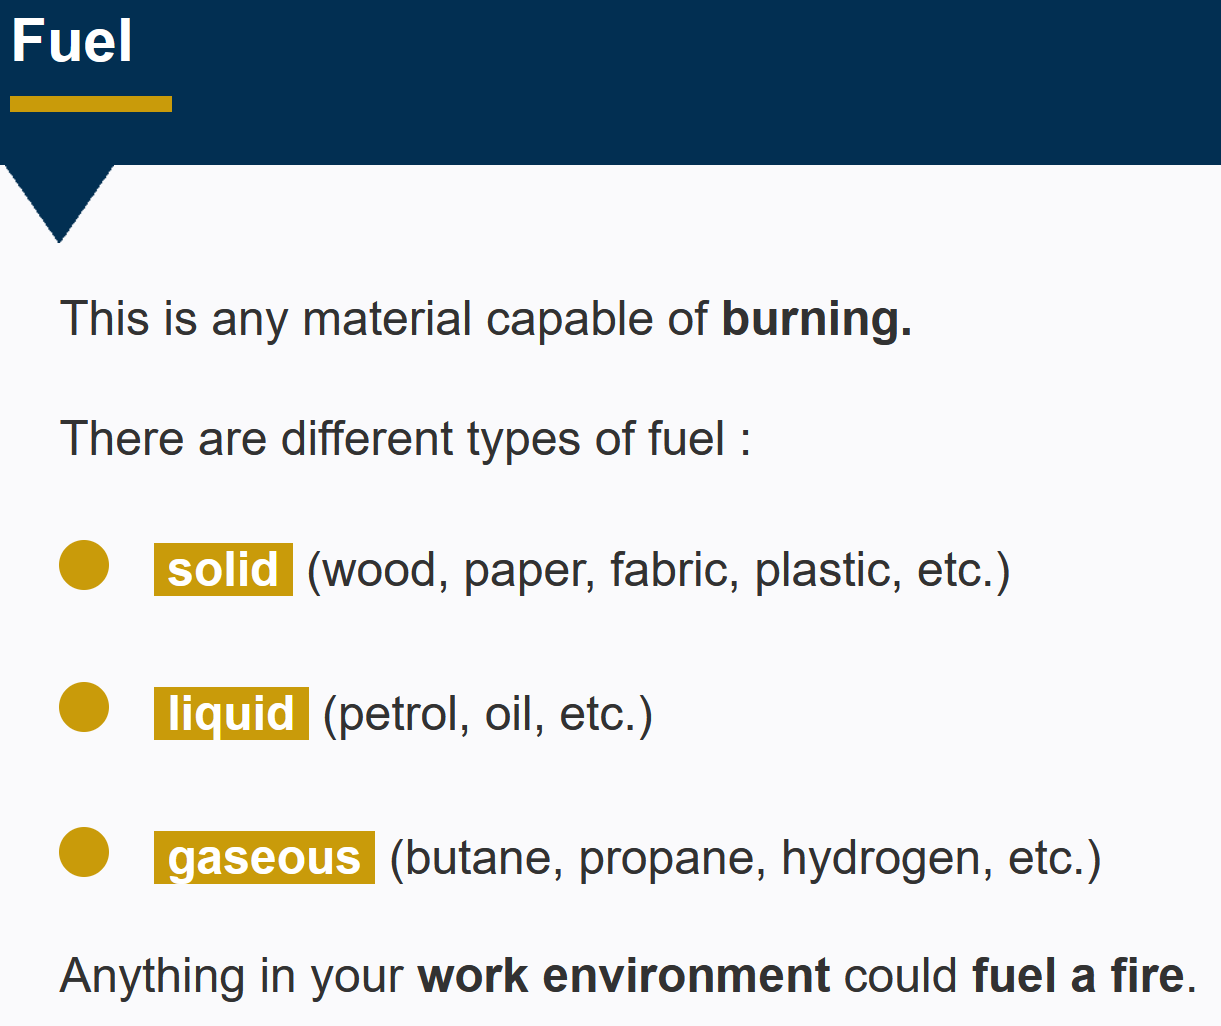 Fuel
This is any material capable of burning.
There are different types of fuel :
solid (wood, paper, fabric, plastic, etc.)
liquid (petrol, oil, etc.)
gaseous (butane, propane, hydrogen, etc.)
Anything in your work environment could fuel a fire.